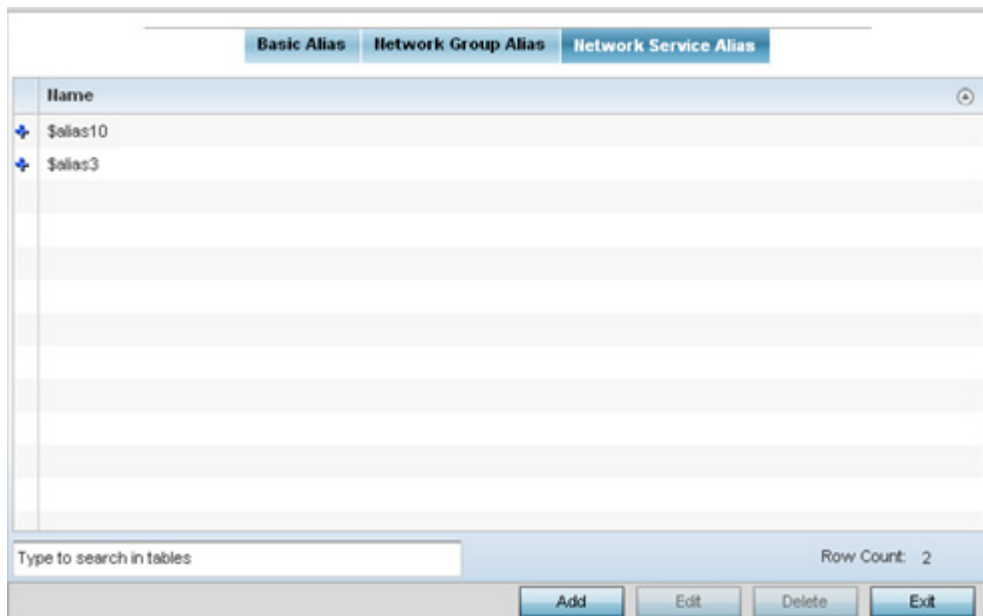 Basic Alias Network Group Alias Network Service Alias
Name
$alias10
$alias3
Type to search in tables Row Count: 2
Add Edit Delete Exit